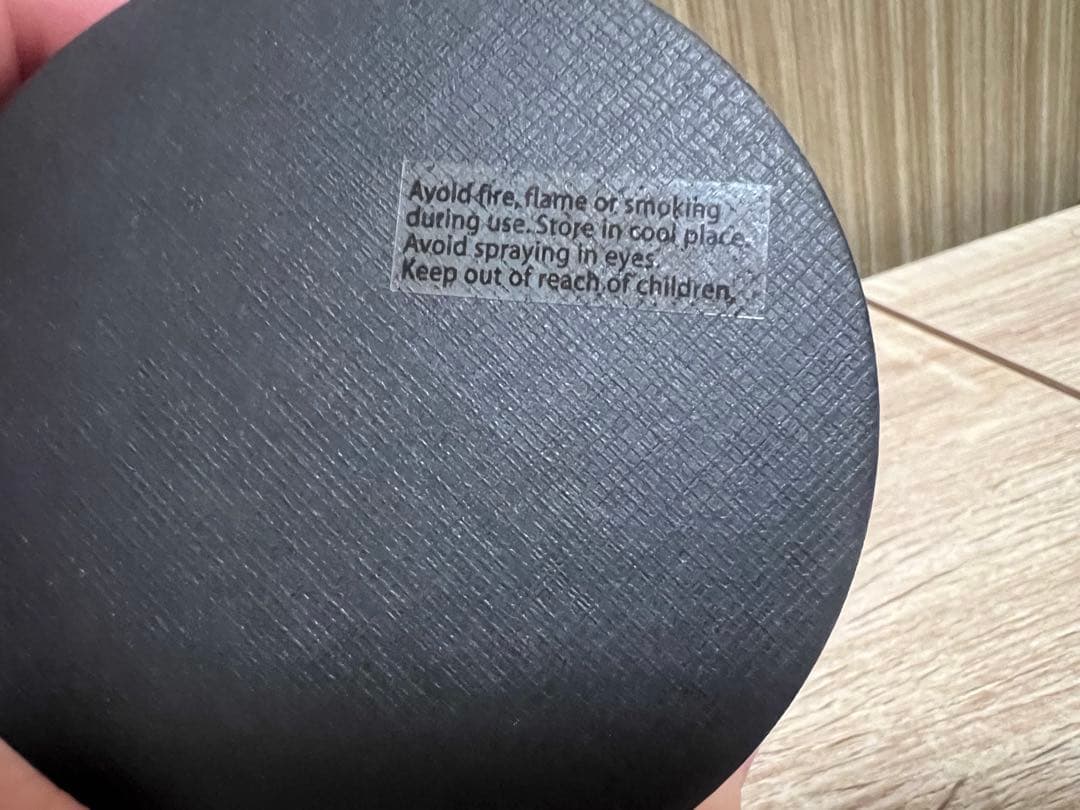 Avoid fire, flame or smoking
during use. Store in cool place.
Avoid spraying in eyes.
Keep out of reach of children.